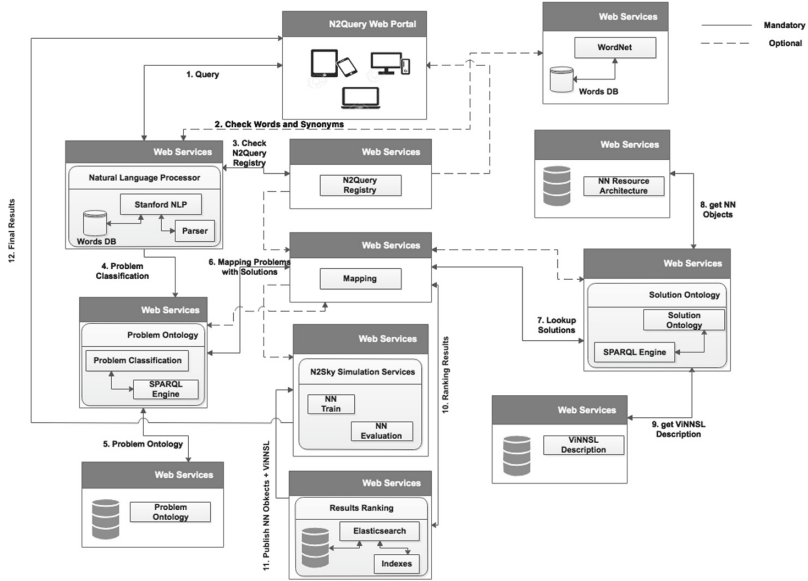 N2Query Web Portal
Web Services
WordNet
Words DB
Mandatory
Optional
1. Query
2. Check Words and Synonyms
3. Check
N2Query
Registry
Web Services
Natural Language Processor
Stanford NLP
Words DB
Parser
Web Services
N2Query
Registry
Web Services
NN Resource
Architecture
8. get NN
Objects
12. Final Results
4. Problem
Classification
6. Mapping Problems
with Solutions
Web Services
Mapping
Web Services
Solution Ontology
Solution
Ontology
SPARQL Engine
7. Lookup
Solutions
Web Services
Problem Ontology
Problem Classification
SPARQL
Engine
Web Services
N2Sky Simulation Services
NN
Train
NN
Evaluation
10. Ranking Results
9. get ViNNSL
Description
Web Services
ViNNSL
Description
5. Problem Ontology
Web Services
Problem
Ontology
11. Publish NN Obkects + ViNNSL
Web Services
Results Ranking
Elasticsearch
Indexes